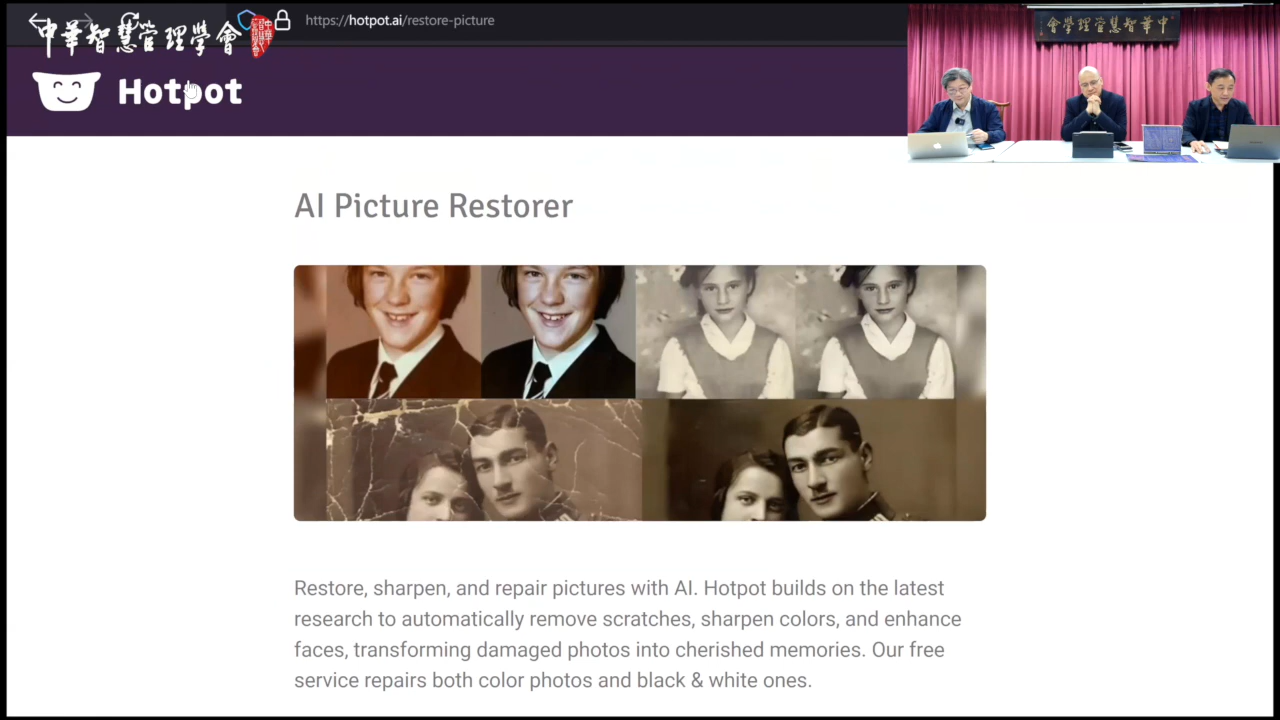 https://hotpot.ai/restore-picture
中華智慧管理學會
Hotpot
會學理管慧智華中
AI Picture Restorer
Restore, sharpen, and repair pictures with AI. Hotpot builds on the latest
research to automatically remove scratches, sharpen colors, and enhance
faces, transforming damaged photos into cherished memories. Our free
service repairs both color photos and black & white ones.